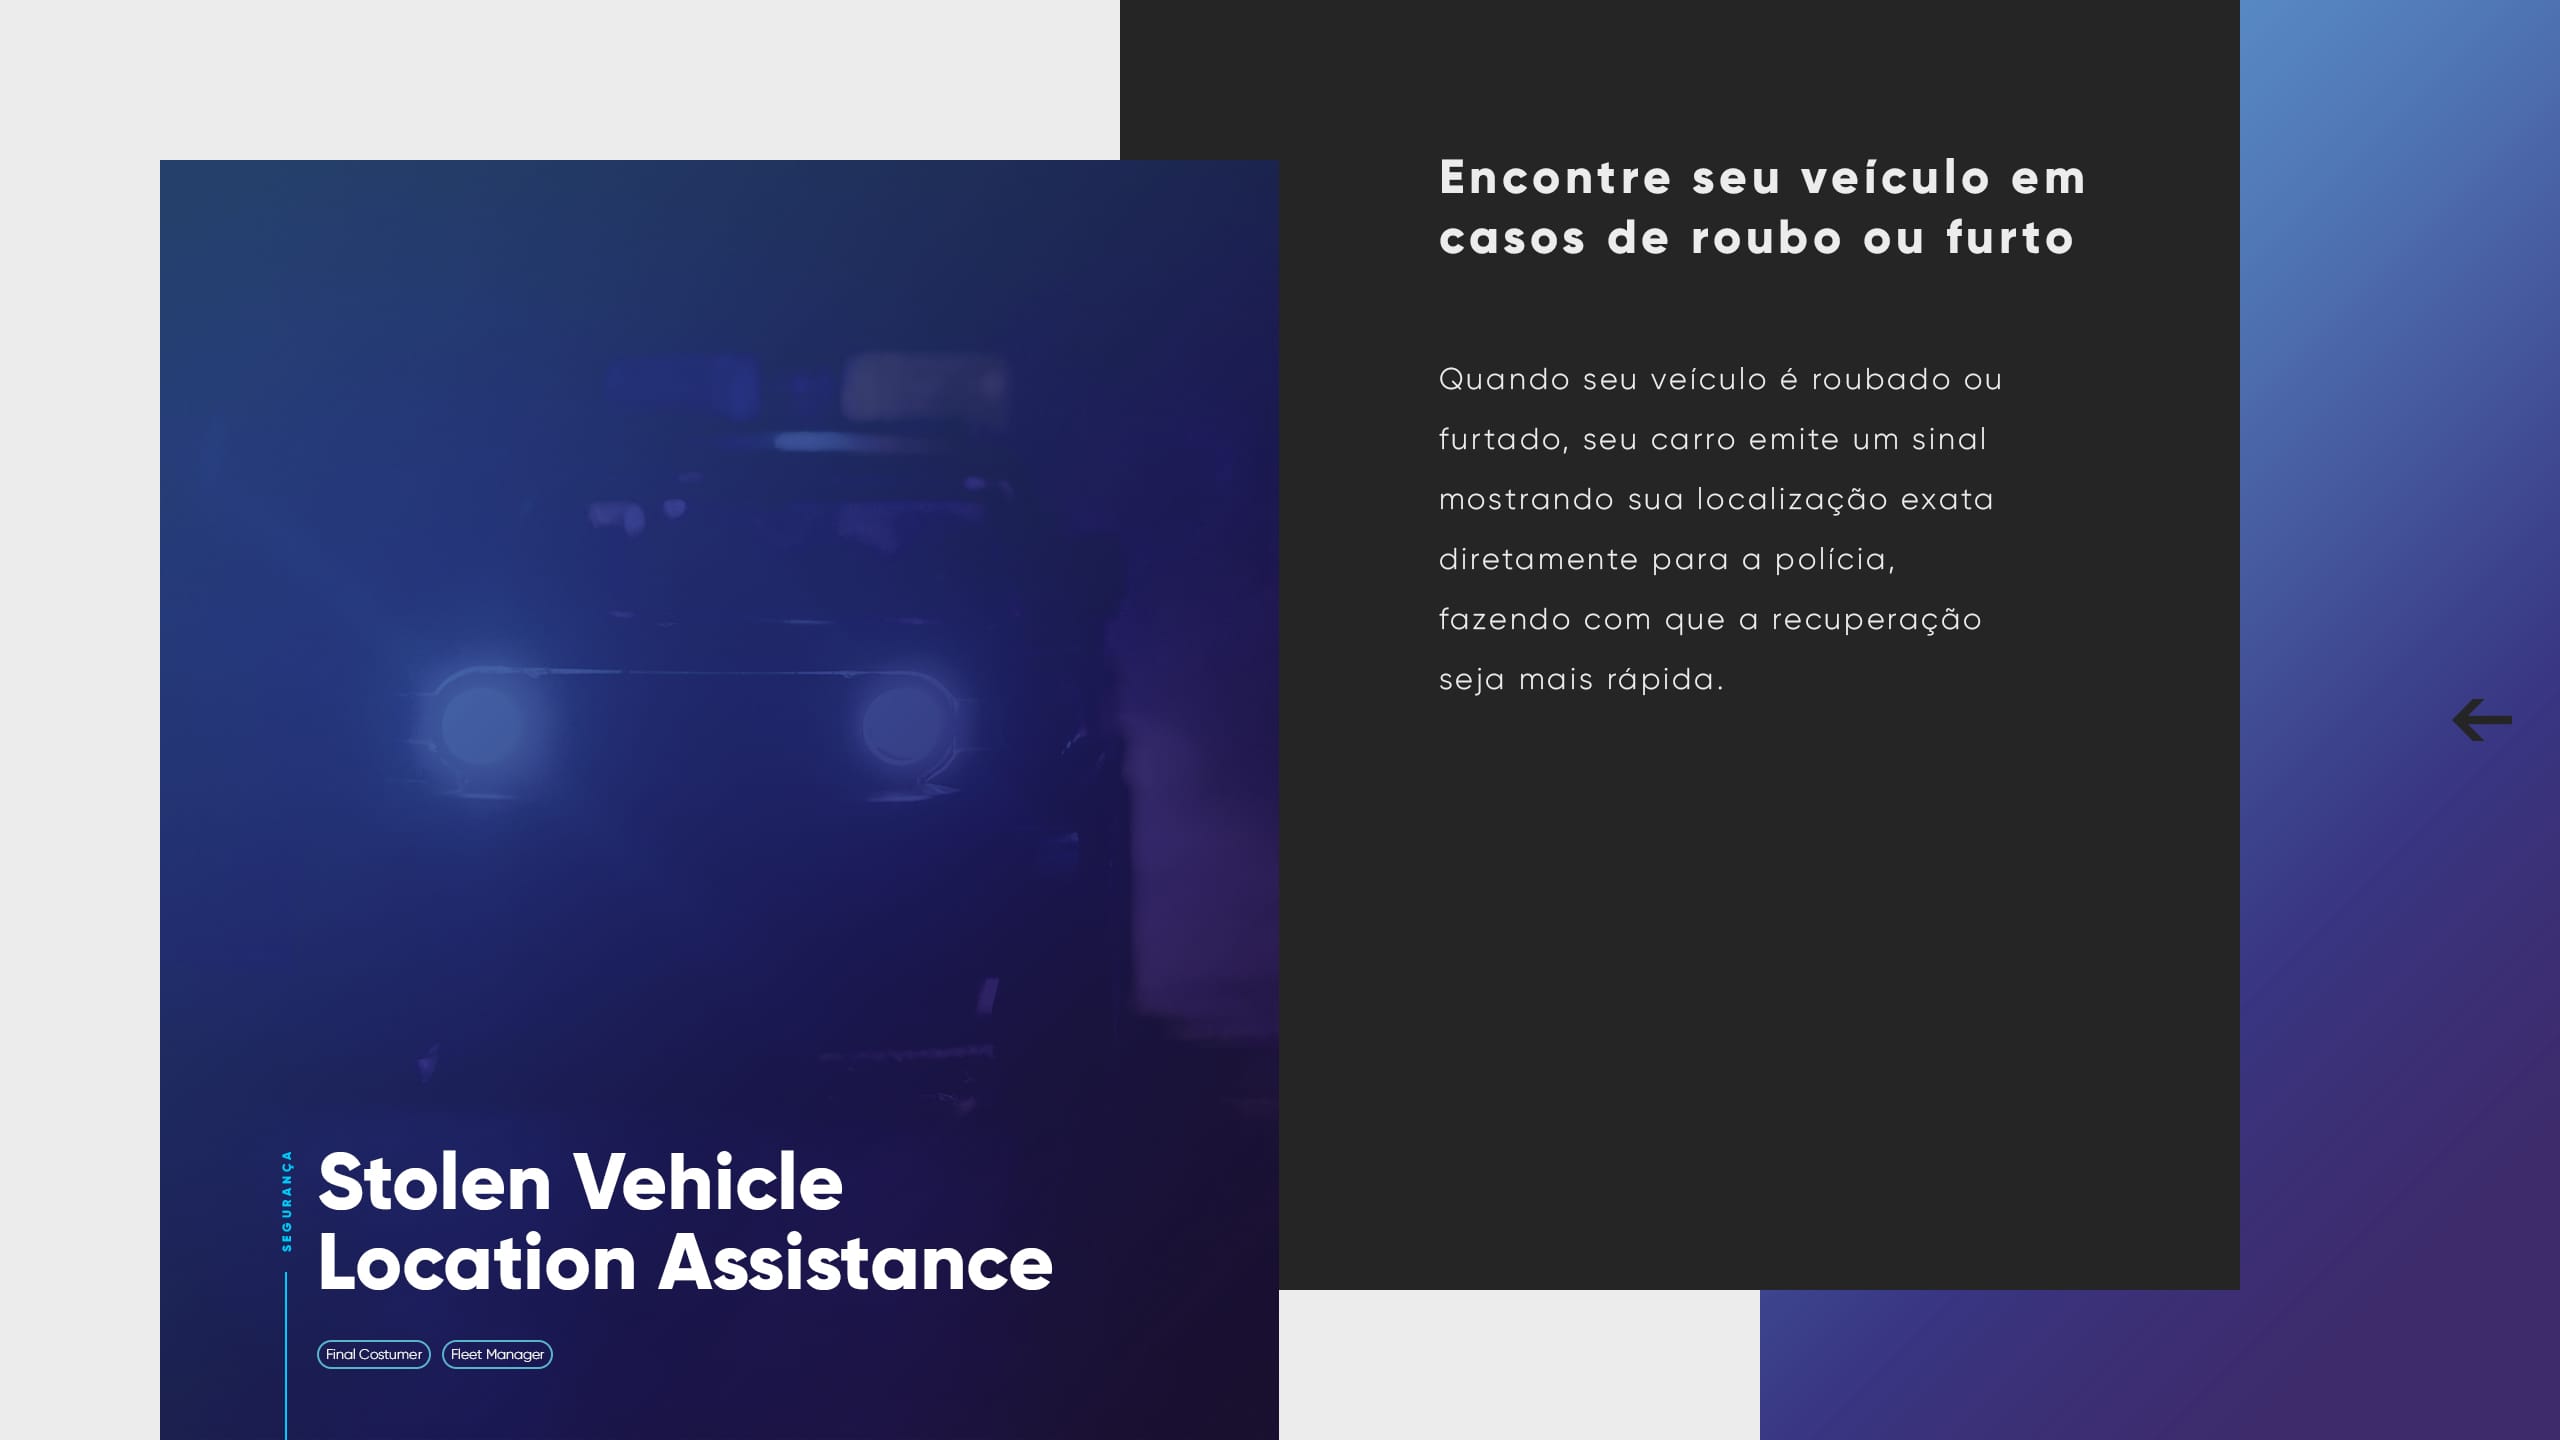 Encontre seu veículo em
casos de roubo ou furto
Quando seu veículo é roubado ou
furtado, seu carro emite um sinal
mostrando sua localização exata
diretamente para a polícia,
fazendo com que a recuperação
seja mais rápida.
SEGURANÇA
Stolen Vehicle
Location Assistance
Final Costumer
Fleet Manager